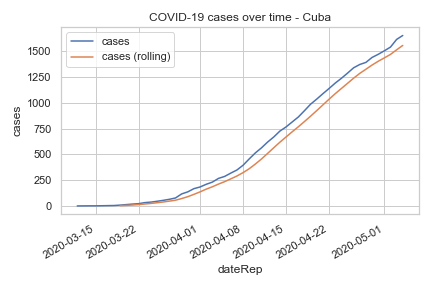 COVID-19 cases over time - Cuba
cases
cases (rolling)
1500
1250
1000
750
500
250
0
cases
2020-03-15
2020-03-22
2020-04-01
2020-04-08
2020-04-15
2020-04-22
2020-05-01
dateRep